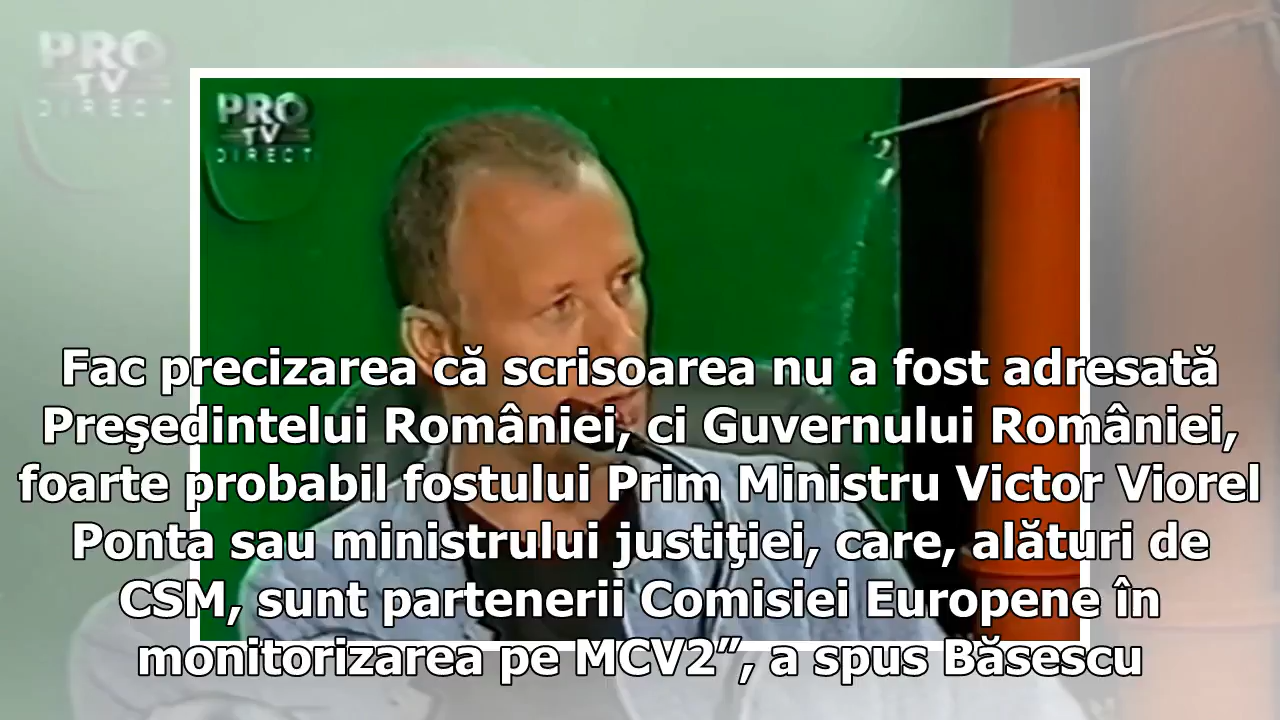 PRO
TV
DIRECT
PRO
TV
DIRECT
Fac precizarea că scrisoarea nu a fost adresată
Preşedintelui României, ci Guvernului României,
foarte probabil fostului Prim Ministru Victor Viorel
Ponta sau ministrului justiţiei, care, alături de
CSM, sunt partenerii Comisiei Europene în
monitorizarea pe MCV2”, a spus Băsescu